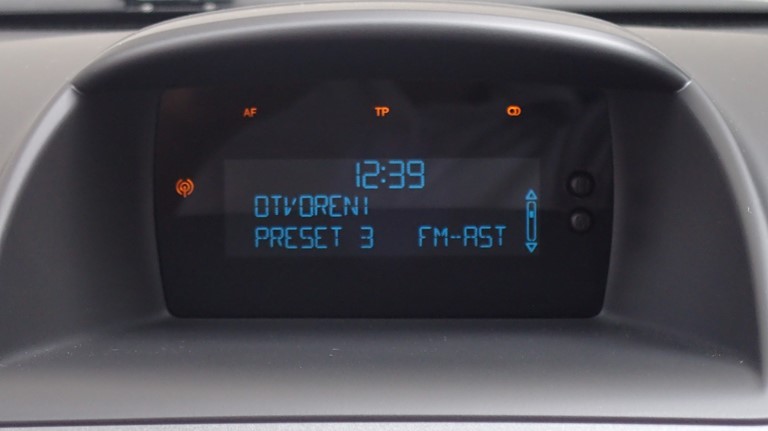 AF TP
12:39
OTVORENI
PRESET 3 FM-AST